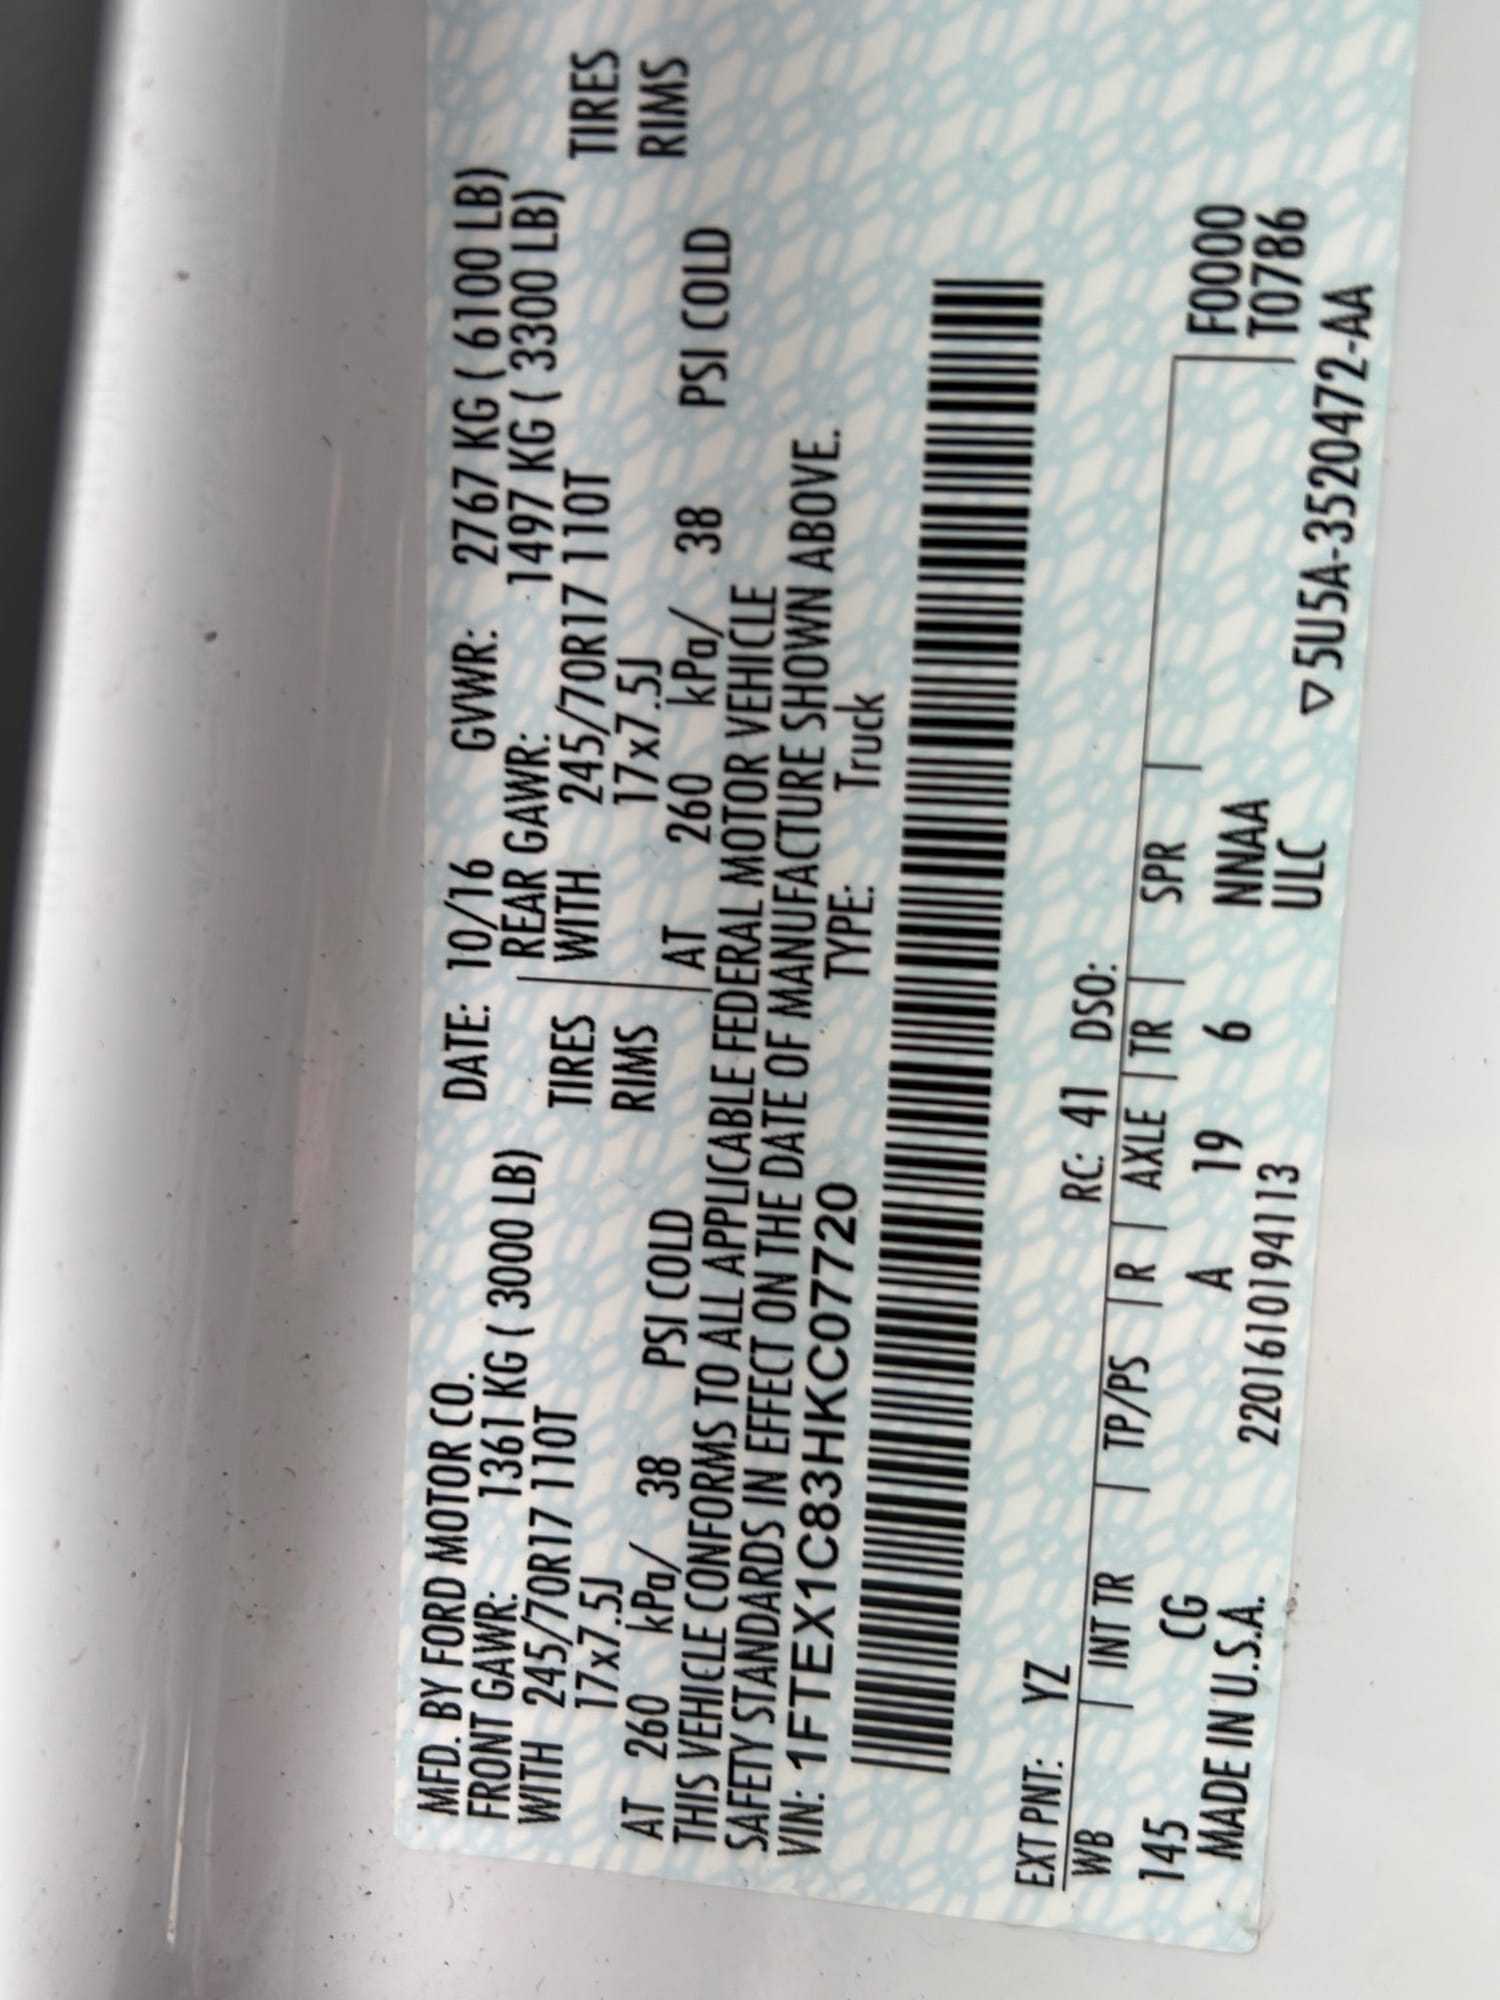 MFD. BY FORD MOTOR CO. DATE: 10/16 GVWR: 2767 KG ( 6100 LB)
FRONT GAWR: 1361 KG ( 3000 LB) REAR GAWR: 1497 KG ( 3300 LB)
WITH 245/70R17 110T TIRES WITH 245/70R17 110T TIRES
17x7.5J RIMS 17x7.5J RIMS
AT 260 kPa/ 38 PSI COLD AT 260 kPa/ 38 PSI COLD
THIS VEHICLE CONFORMS TO ALL APPLICABLE FEDERAL MOTOR VEHICLE
SAFETY STANDARDS IN EFFECT ON THE DATE OF MANUFACTURE SHOWN ABOVE.
VIN: 1FTEX1C83HKC07720 TYPE: Truck
EXT PNT: YZ RC: 41 DSO:
WB INT TR TP/PS R AXLE TR SPR
145 CG A 19 6 NNAA F0000
MADE IN U.S.A. 220161019411 3 ULC T0786
▽5U5A-3520472-AA